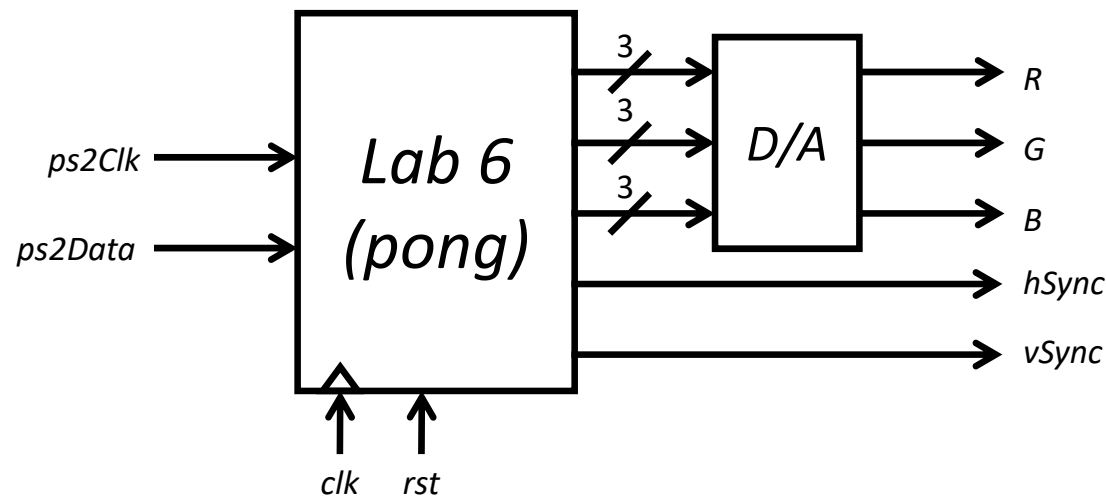 3
R
3
G
3
B
ps2Clk
ps2Data
Lab 6
(pong)
D/A
hSync
vSync
clk
rst